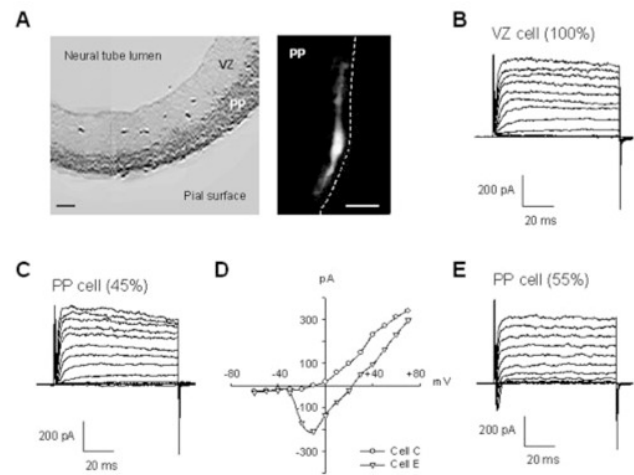 A
Neural tube lumen
VZ
PP
Pial surface
PP
B
VZ cell (100%)
200 pA
20 ms
C
PP cell (45%)
200 pA
20 ms
D
pA
300
100
-80
-40
+40
+80
mV
-100
-300
Cell C
Cell E
E
PP cell (55%)
200 pA
20 ms